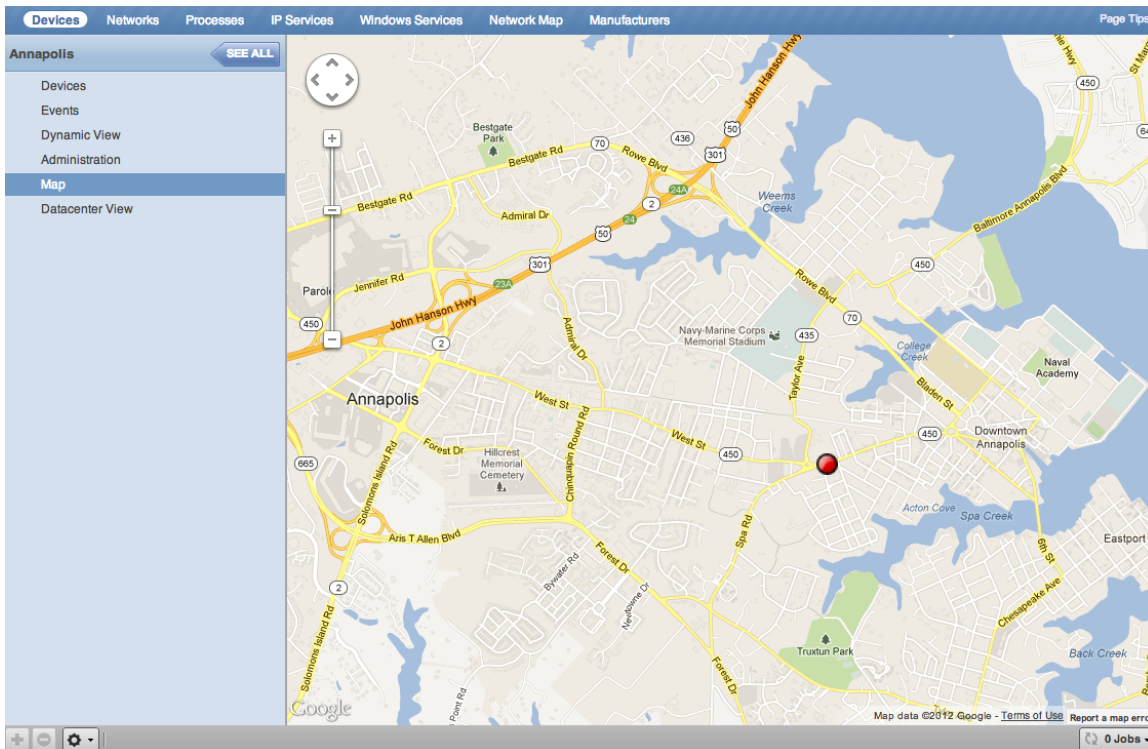 Devices Networks Processes IP Services Windows Services Network Map Manufacturers Page Tips
Annapolis SEE ALL
Devices
Events
Dynamic View
Administration
Map
Datacenter View
John Hanson Hwy
450
50
301
Bestgate
Park
70
436
Bestgate Rd
Rowe Blvd
24A
2
Weems
Creek
Baltimore Annapolis Blvd
Bestgate Rd
Admiral Dr
24
50
301
450
Jennifer Rd
23A
Parole
Rowe Blvd
450
John Hanson Hwy
70
2
Admiral Dr
Navy-Marine Corps
Memorial Stadium
435
Taylor Ave
College
Creek
Naval
Academy
Bladen St
Annapolis
West St
West St
450
450
Downtown
Annapolis
Forest Dr
Hillcrest
Memorial
Cemetery
Chinquapin Round Rd
665
Solomons Island Rd
Spa Rd
Acton Cove
Spa Creek
Aris T Allen Blvd
Forest Dr
6th St
Eastport
Bywater Rd
2
Chesapeake Ave
Solomons Island Rd
Truxtun Park
Back Creek
Forest Dr
Point Rd
Google
Map data ©2012 Google - Terms of Use Report a map erro
0 Jobs